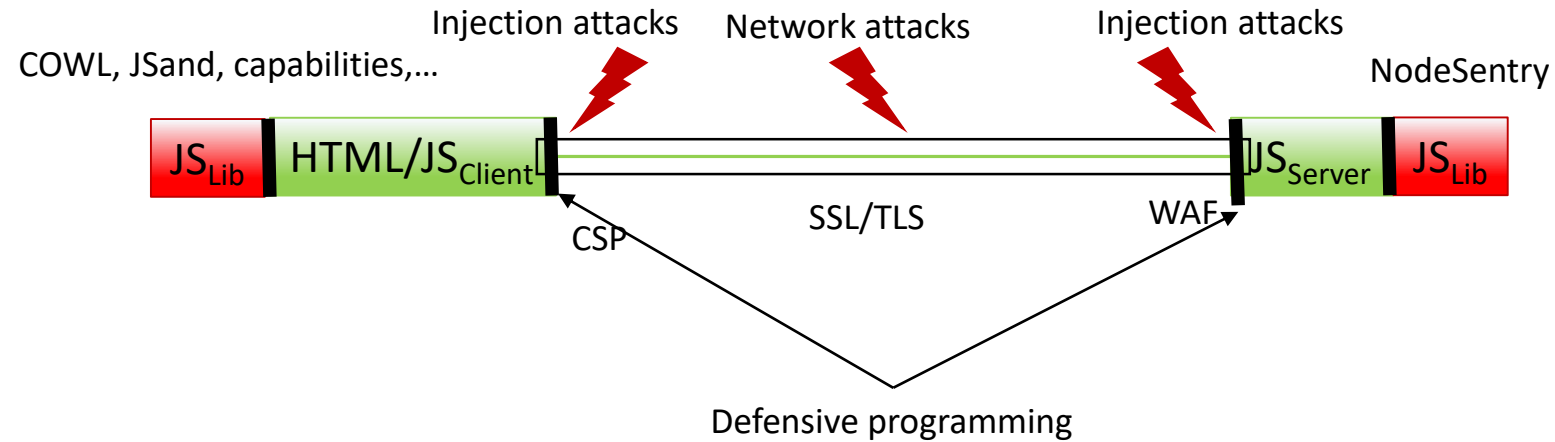 Injection attacks
Network attacks
Injection attacks
COWL, JSand, capabilities,...
NodeSentry
JSLib
HTML/JSClient
JSServer
JSLib
CSP
SSL/TLS
WAF
Defensive programming